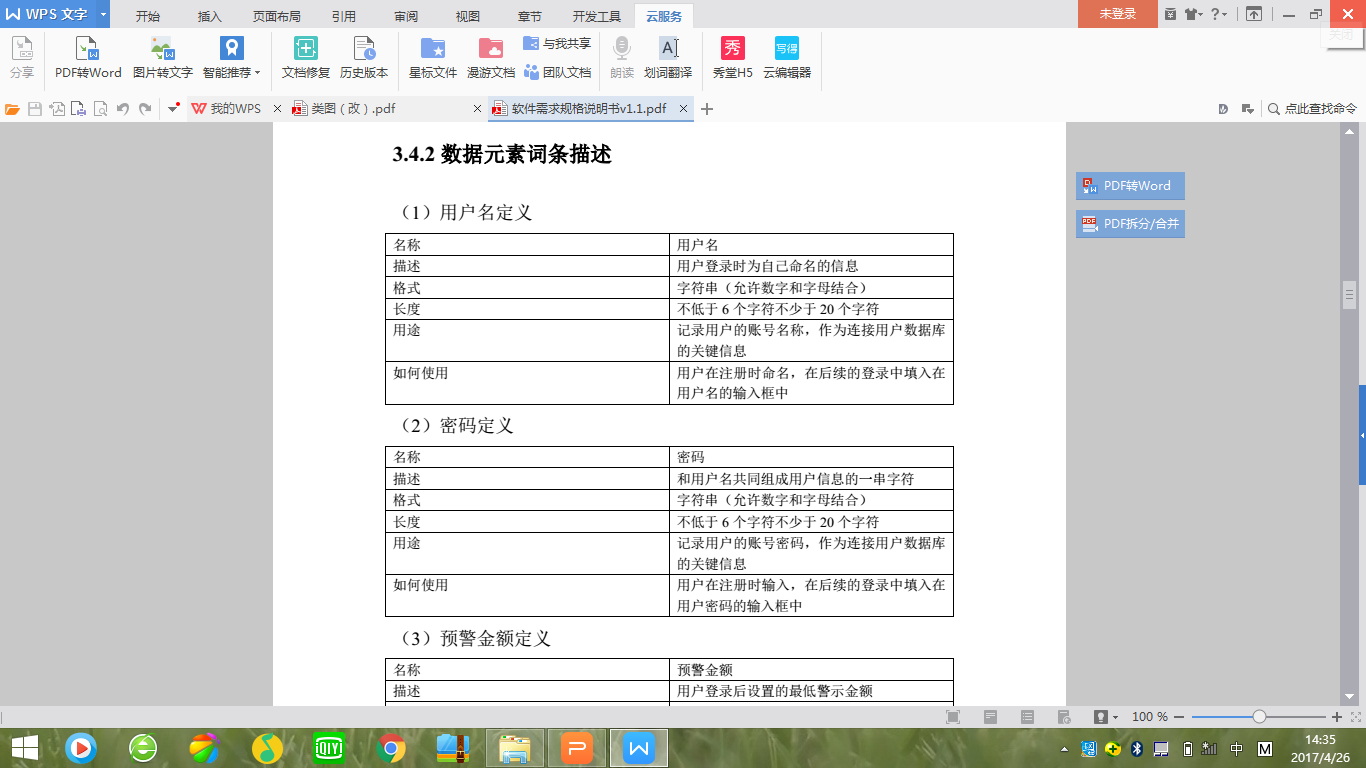 WPS 文字
开始 插入 页面布局 引用 审阅 视图 章节 开发工具 云服务
未登录
关闭
分享 PDF转Word 图片转文字 智能推荐 文档修复 历史版本 星标文件 漫游文档 与我共享 团队文档 朗读 划词翻译 秀堂H5 云编辑器
秀 写得
我的WPS 类图（改）.pdf 软件需求规格说明书v1.1.pdf 点此查找命令
3.4.2 数据元素词条描述
PDF转Word
PDF拆分/合并
（1）用户名定义
名称 用户名
描述 用户登录时为自己命名的信息
格式 字符串（允许数字和字母结合）
长度 不低于 6 个字符不少于 20 个字符
用途 记录用户的账号名称，作为连接用户数据库
的关键信息
如何使用 用户在注册时命名，在后续的登录中填入在
用户名的输入框中
（2）密码定义
名称 密码
描述 和用户名共同组成用户信息的一串字符
格式 字符串（允许数字和字母结合）
长度 不低于 6 个字符不少于 20 个字符
用途 记录用户的账号密码，作为连接用户数据库
的关键信息
如何使用 用户在注册时输入，在后续的登录中填入在
用户密码的输入框中
（3）预警金额定义
名称 预警金额
描述 用户登录后设置的最低警示金额
100 %
QIYI
中 M
14:35
2017/4/26